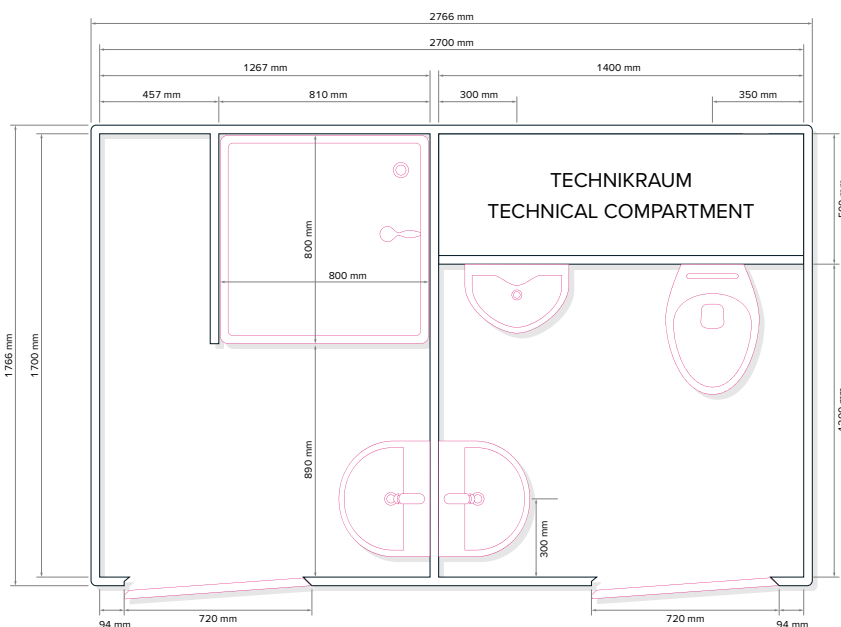 2766 mm
2700 mm
1267 mm
1400 mm
457 mm
810 mm
300 mm
350 mm
TECHNIKRAUM
TECHNICAL COMPARTMENT
800 mm
800 mm
1766 mm
1700 mm
890 mm
300 mm
720 mm
720 mm
94 mm
94 mm